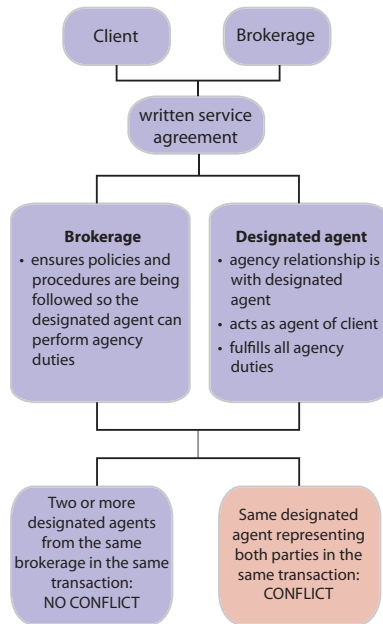 Client
Brokerage
written service
agreement
Brokerage
• ensures policies and
procedures are being
followed so the
designated agent can
perform agency
duties
Designated agent
• agency relationship is
with designated
agent
• acts as agent of client
• fulfills all agency
duties
Two or more
designated agents
from the same
brokerage in the same
transaction:
NO CONFLICT
Same designated
agent representing
both parties in the
same transaction:
CONFLICT